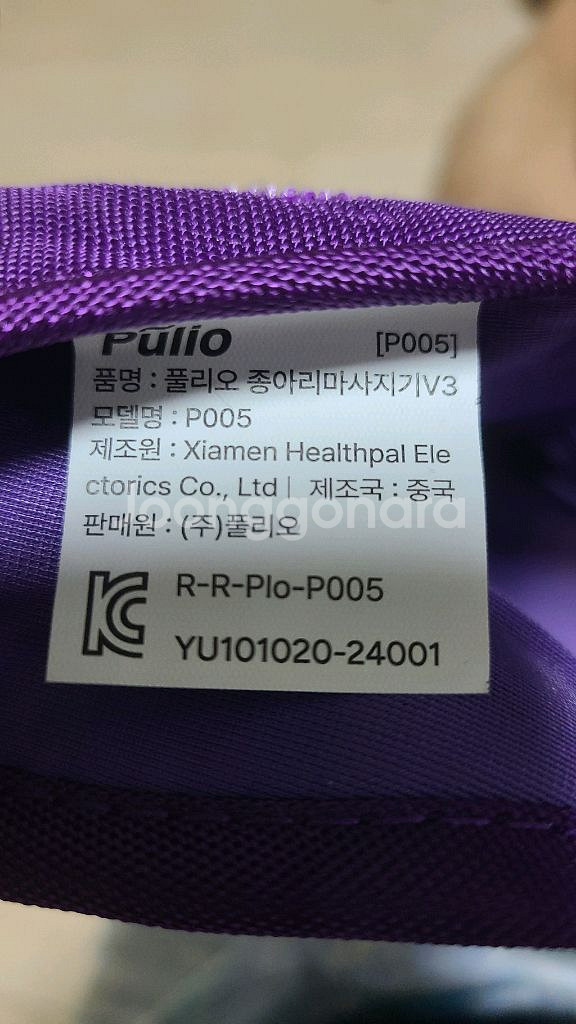 Pulio [P005]
품명 : 풀리오 종아리마사지기V3
모델명 : P005
제조원 : Xiamen Healthpal Ele
ctorics Co., Ltd | 제조국 : 중국
joonggonara
판매원 : (주)풀리오
R-R-Plo-P005
YU101020-24001